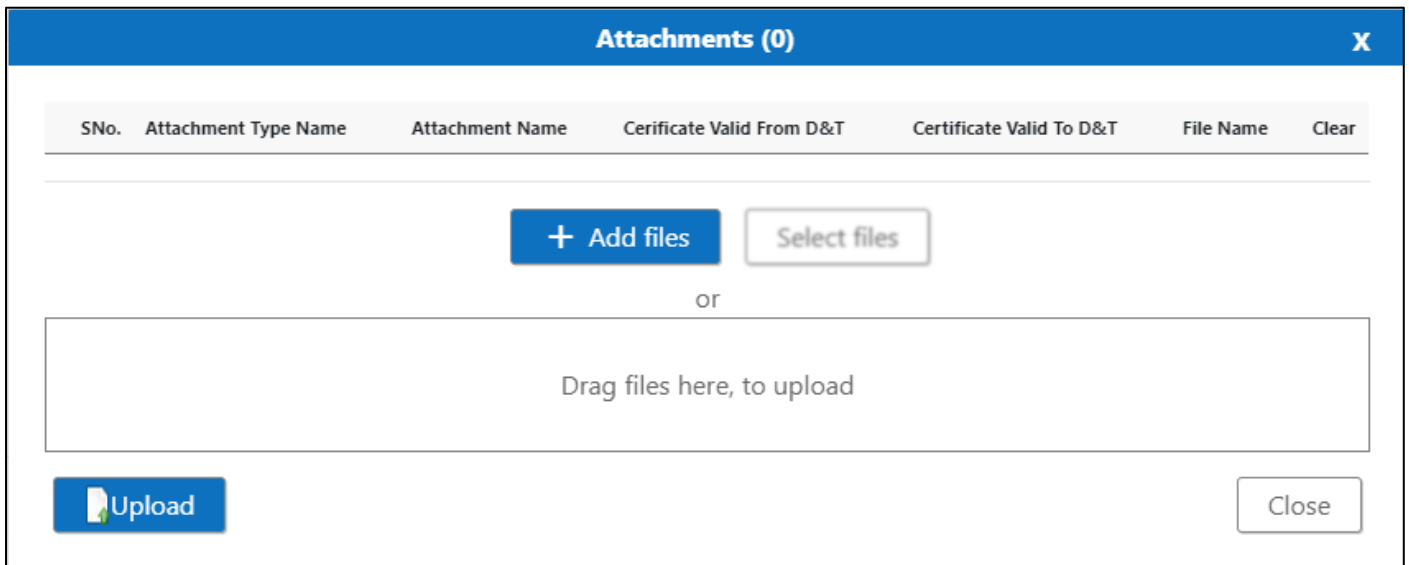 Attachments (0) X
SNo. Attachment Type Name Attachment Name Cerificate Valid From D&T Certificate Valid To D&T File Name Clear
+ Add files Select files
or
Drag files here, to upload
Upload Close